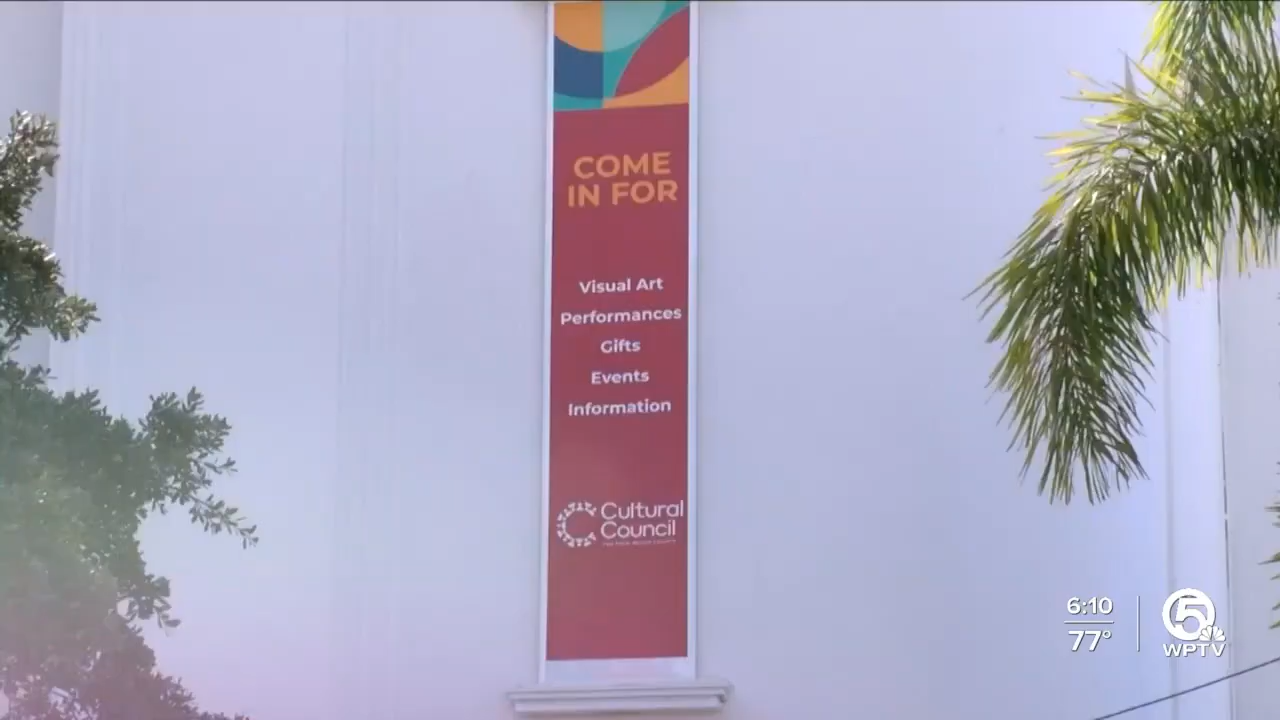 COME
IN FOR
Visual Art
Performances
Gifts
Events
Information
Cultural
Council
6:10
77°
5
WPTV